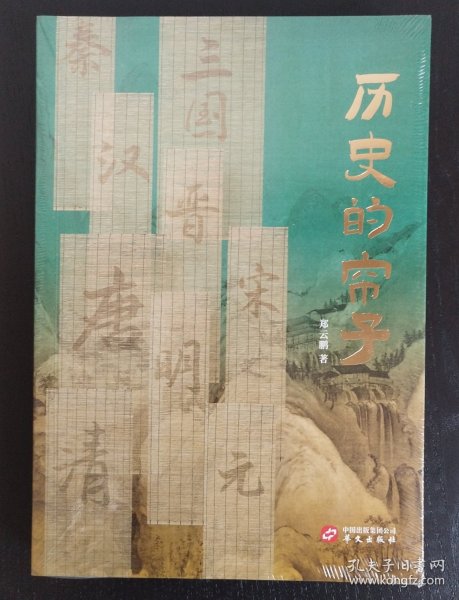 历史的帘子
郑云鹏 著
秦
三国
汉
晋
唐
宋
明
清
元
中国出版集团公司
华文出版社
孔夫子旧书网
www.kongfz.com